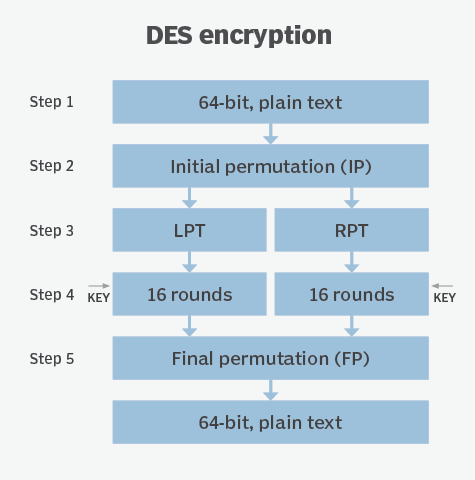 DES encryption
Step 1
64-bit, plain text
Step 2
Initial permutation (IP)
Step 3
LPT
RPT
Step 4
KEY
16 rounds
16 rounds
KEY
Step 5
Final permutation (FP)
64-bit, plain text